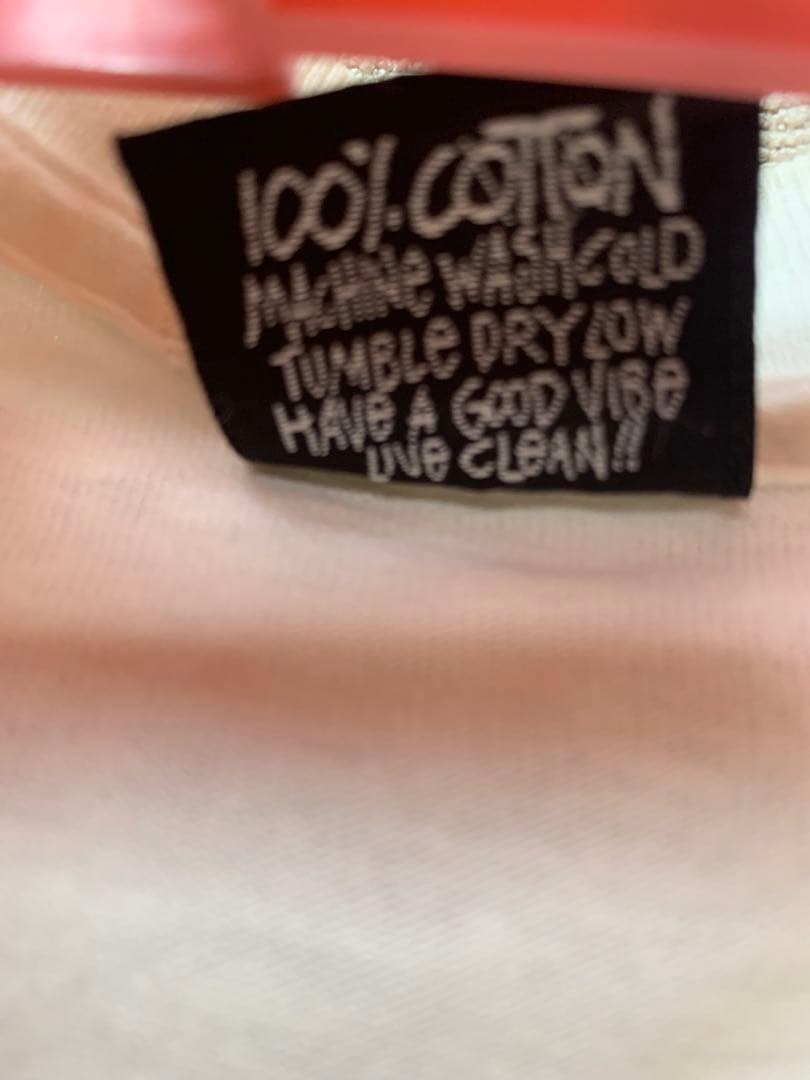 100% COTTON
MACHINE WASH COLD
TUMBLE DRY LOW
HAVE A GOOD VIBE
LIVE CLEAN!!